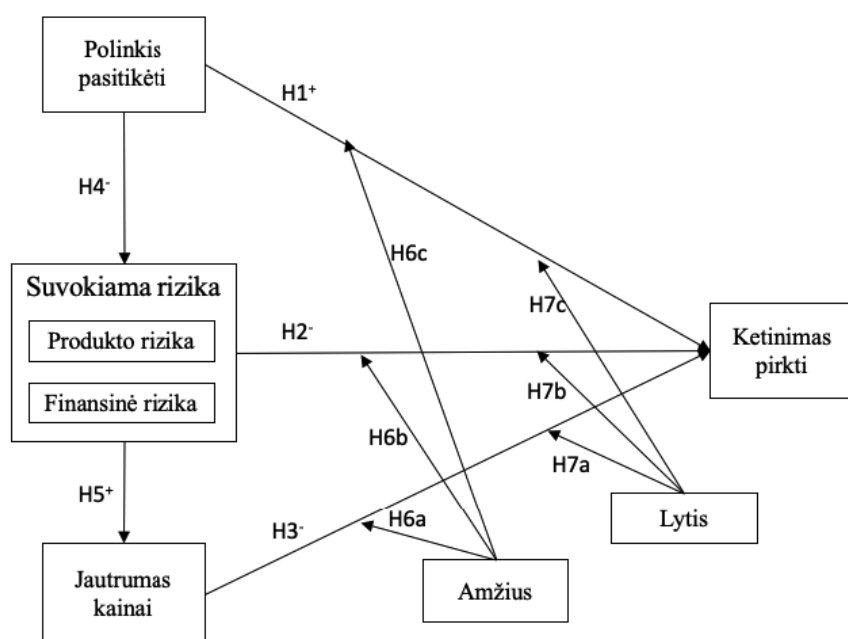 Polinkis
pasitikėti
H1+
H4-
H6c
Suvokiama rizika
H7c
Produkto rizika
H2-
Ketinimas
pirkti
Finansinė rizika
H7b
H6b
H7a
H5+
H3-
H6a
Lytis
Jautrumas
kainai
Amžius